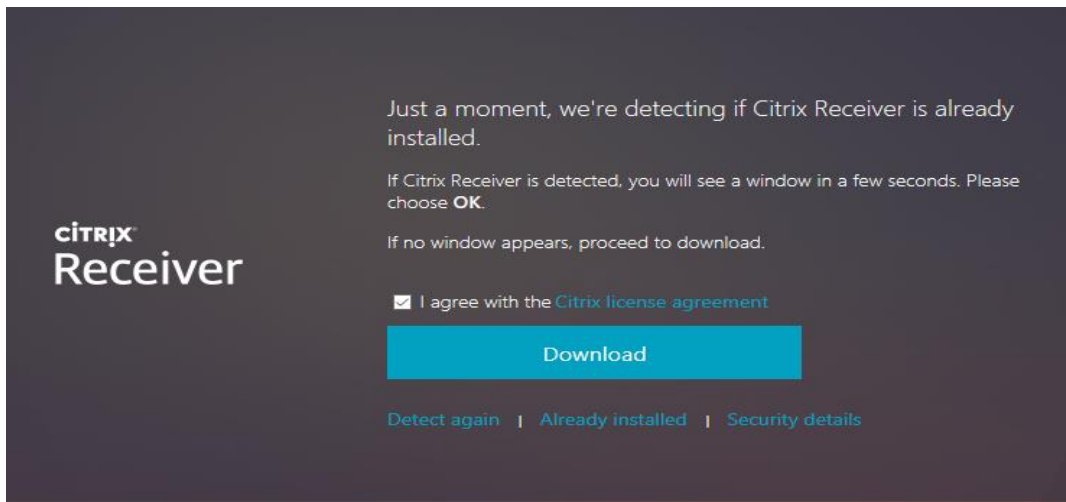 Just a moment, we're detecting if Citrix Receiver is already
installed.
If Citrix Receiver is detected, you will see a window in a few seconds. Please
choose OK.
If no window appears, proceed to download.
CITRIX
Receiver
I agree with the Citrix license agreement
Download
Detect again | Already installed | Security details